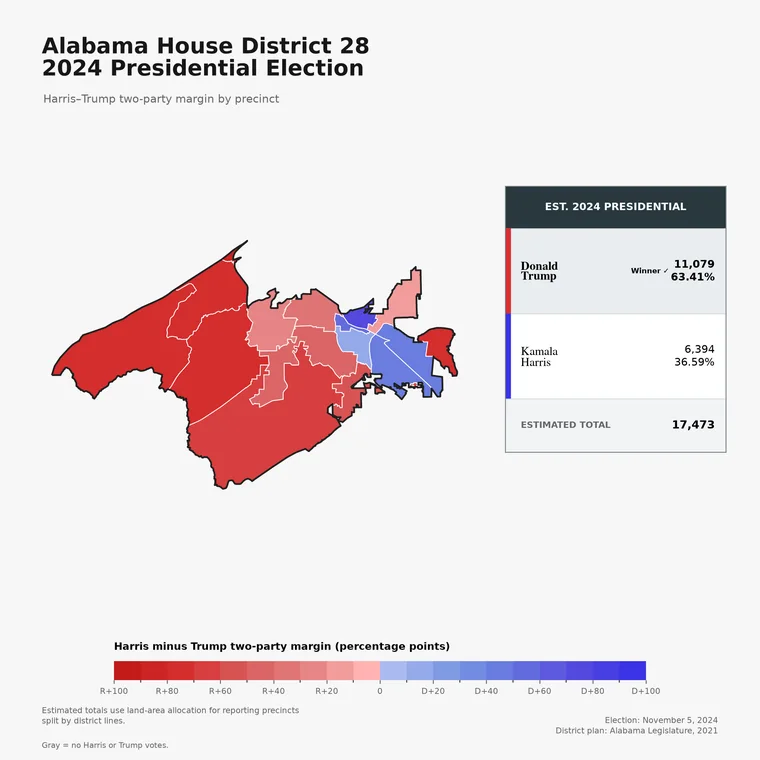 Alabama House District 28
2024 Presidential Election
Harris–Trump two-party margin by precinct
EST. 2024 PRESIDENTIAL
Donald
Trump
Winner ✓
11,079
63.41%
Kamala
Harris
6,394
36.59%
ESTIMATED TOTAL 17,473
Harris minus Trump two-party margin (percentage points)
R+100 R+80 R+60 R+40 R+20 0 D+20 D+40 D+60 D+80 D+100
Estimated totals use land-area allocation for reporting precincts
split by district lines.
Gray = no Harris or Trump votes.
Election: November 5, 2024
District plan: Alabama Legislature, 2021